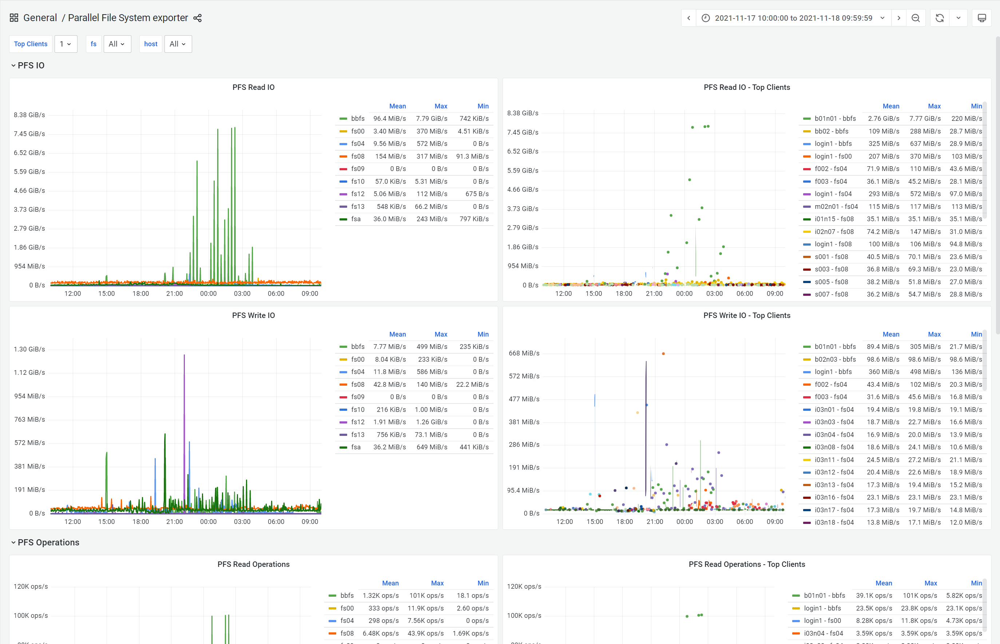 General / Parallel File System exporter
2021-11-17 10:00:00 to 2021-11-18 09:59:59
Top Clients 1 fs All host All
PFS IO
PFS Read IO
8.38 GiB/s
7.45 GiB/s
6.52 GiB/s
5.59 GiB/s
4.66 GiB/s
3.73 GiB/s
2.79 GiB/s
1.86 GiB/s
954 MiB/s
0 B/s
12:00 15:00 18:00 21:00 00:00 03:00 06:00 09:00
Mean Max Min
bbfs 96.4 MiB/s 7.79 GiB/s 742 KiB/s
fs00 3.40 MiB/s 370 MiB/s 4.51 KiB/s
fs04 9.56 MiB/s 572 MiB/s 0 B/s
fs08 154 MiB/s 317 MiB/s 91.3 MiB/s
fs09 0 B/s 0 B/s 0 B/s
fs10 57.0 KiB/s 5.31 MiB/s 0 B/s
fs12 5.06 MiB/s 112 MiB/s 675 B/s
fs13 548 KiB/s 66.2 MiB/s 0 B/s
fsa 36.0 MiB/s 243 MiB/s 797 KiB/s
PFS Read IO - Top Clients
8.38 GiB/s
7.45 GiB/s
6.52 GiB/s
5.59 GiB/s
4.66 GiB/s
3.73 GiB/s
2.79 GiB/s
1.86 GiB/s
954 MiB/s
0 B/s
12:00 15:00 18:00 21:00 00:00 03:00 06:00 09:00
Mean Max Min
b01n01 - bbfs 2.76 GiB/s 7.77 GiB/s 220 MiB/s
bb02 - bbfs 109 MiB/s 288 MiB/s 28.7 MiB/s
login1 - bbfs 325 MiB/s 637 MiB/s 28.9 MiB/s
login1 - fs00 207 MiB/s 370 MiB/s 103 MiB/s
f002 - fs04 71.9 MiB/s 110 MiB/s 43.6 MiB/s
f003 - fs04 36.1 MiB/s 45.2 MiB/s 28.1 MiB/s
login1 - fs04 293 MiB/s 572 MiB/s 97.0 MiB/s
m02n01 - fs04 115 MiB/s 117 MiB/s 113 MiB/s
i01n15 - fs08 35.1 MiB/s 35.1 MiB/s 35.1 MiB/s
i02n07 - fs08 74.2 MiB/s 147 MiB/s 31.0 MiB/s
login1 - fs08 100 MiB/s 106 MiB/s 94.8 MiB/s
s001 - fs08 40.5 MiB/s 70.1 MiB/s 23.6 MiB/s
s003 - fs08 36.8 MiB/s 69.3 MiB/s 23.0 MiB/s
s005 - fs08 38.2 MiB/s 51.8 MiB/s 27.0 MiB/s
s007 - fs08 36.2 MiB/s 54.7 MiB/s 28.8 MiB/s
PFS Write IO
1.30 GiB/s
1.12 GiB/s
954 MiB/s
763 MiB/s
572 MiB/s
381 MiB/s
191 MiB/s
0 B/s
12:00 15:00 18:00 21:00 00:00 03:00 06:00 09:00
Mean Max Min
bbfs 7.77 MiB/s 499 MiB/s 235 KiB/s
fs00 8.04 KiB/s 233 KiB/s 0 B/s
fs04 11.8 MiB/s 586 MiB/s 0 B/s
fs08 42.8 MiB/s 140 MiB/s 22.2 MiB/s
fs09 0 B/s 0 B/s 0 B/s
fs10 216 KiB/s 1.00 MiB/s 0 B/s
fs12 1.91 MiB/s 1.26 GiB/s 0 B/s
fs13 756 KiB/s 73.1 MiB/s 0 B/s
fsa 36.2 MiB/s 649 MiB/s 441 KiB/s
PFS Write IO - Top Clients
668 MiB/s
572 MiB/s
477 MiB/s
381 MiB/s
286 MiB/s
191 MiB/s
95.4 MiB/s
0 B/s
12:00 15:00 18:00 21:00 00:00 03:00 06:00 09:00
Mean Max Min
b01n01 - bbfs 89.4 MiB/s 305 MiB/s 21.7 MiB/s
b02n03 - bbfs 98.6 MiB/s 98.6 MiB/s 98.6 MiB/s
login1 - bbfs 360 MiB/s 498 MiB/s 136 MiB/s
f002 - fs04 43.4 MiB/s 102 MiB/s 20.3 MiB/s
f003 - fs04 31.6 MiB/s 45.6 MiB/s 16.8 MiB/s
i03n01 - fs04 19.4 MiB/s 19.8 MiB/s 19.1 MiB/s
i03n03 - fs04 18.7 MiB/s 22.7 MiB/s 16.6 MiB/s
i03n04 - fs04 16.9 MiB/s 20.0 MiB/s 13.9 MiB/s
i03n08 - fs04 18.6 MiB/s 24.1 MiB/s 10.6 MiB/s
i03n11 - fs04 24.5 MiB/s 27.2 MiB/s 21.1 MiB/s
i03n12 - fs04 20.4 MiB/s 22.6 MiB/s 18.9 MiB/s
i03n13 - fs04 17.3 MiB/s 19.4 MiB/s 15.2 MiB/s
i03n16 - fs04 23.1 MiB/s 23.1 MiB/s 23.1 MiB/s
i03n17 - fs04 17.3 MiB/s 19.7 MiB/s 14.8 MiB/s
i03n18 - fs04 13.8 MiB/s 17.1 MiB/s 12.0 MiB/s
PFS Operations
PFS Read Operations
120K ops/s
100K ops/s
Mean Max Min
bbfs 1.32K ops/s 101K ops/s 18.1 ops/s
fs00 333 ops/s 11.9K ops/s 2.60 ops/s
fs04 298 ops/s 7.56K ops/s 0 ops/s
fs08 6.48K ops/s 43.9K ops/s 1.69K ops/s
PFS Read Operations - Top Clients
120K ops/s
100K ops/s
Mean Max Min
b01n01 - bbfs 39.1K ops/s 101K ops/s 5.82K ops/s
login1 - bbfs 23.5K ops/s 23.8K ops/s 23.1K ops/s
login1 - fs00 8.28K ops/s 11.8K ops/s 4.73K ops/s
i03n04 - fs04 3.59K ops/s 3.59K ops/s 3.59K ops/s